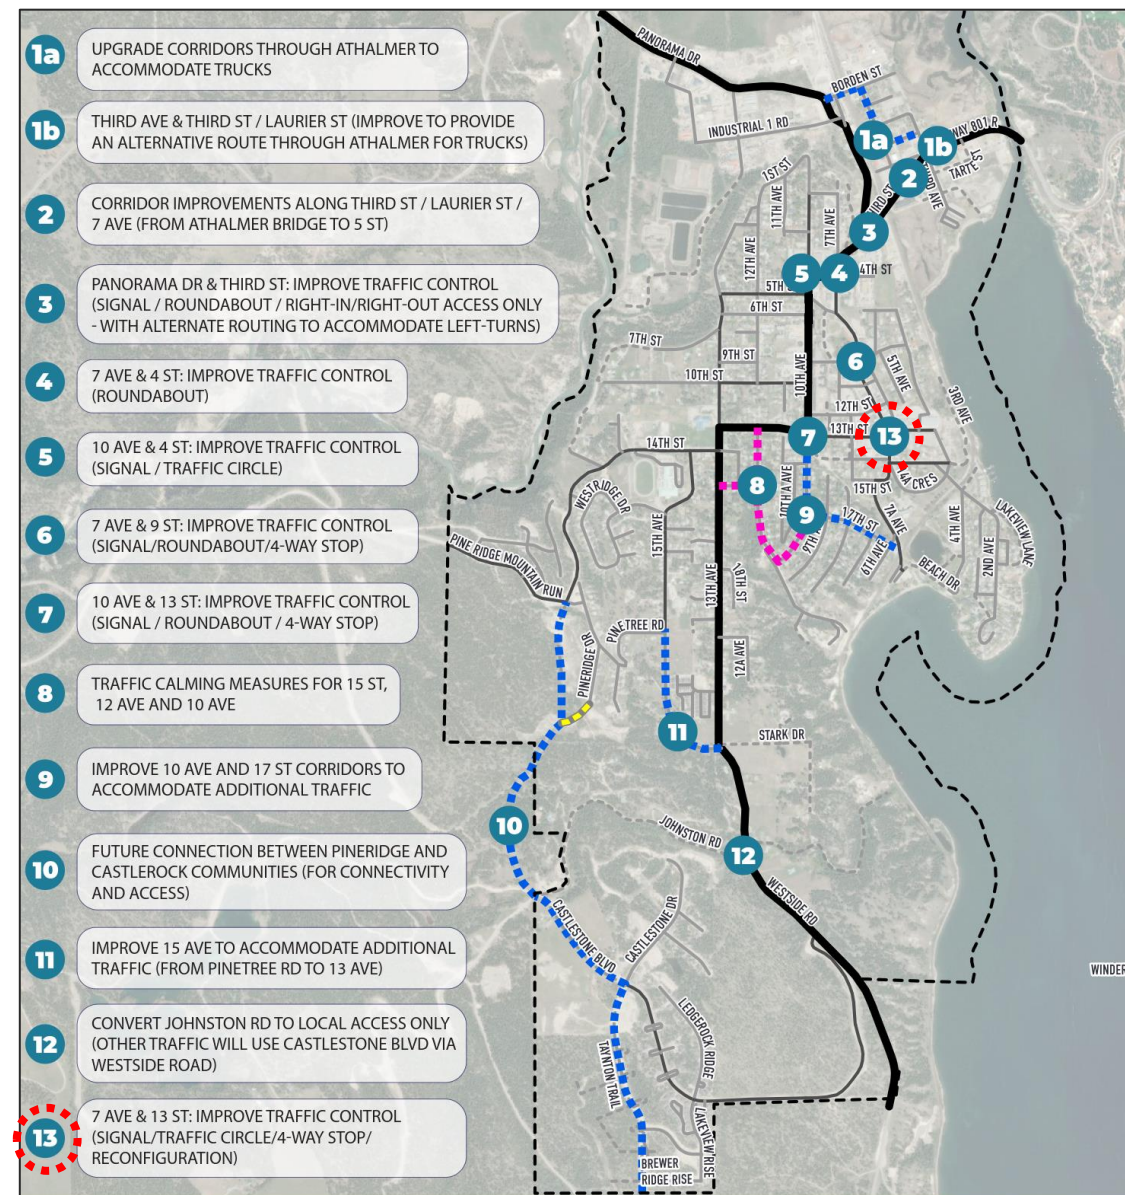 1a
UPGRADE CORRIDORS THROUGH ATHALMER TO
ACCOMMODATE TRUCKS
1b
THIRD AVE & THIRD ST / LAURIER ST (IMPROVE TO PROVIDE
AN ALTERNATIVE ROUTE THROUGH ATHALMER FOR TRUCKS)
2
CORRIDOR IMPROVEMENTS ALONG THIRD ST / LAURIER ST /
7 AVE (FROM ATHALMER BRIDGE TO 5 ST)
3
PANORAMA DR & THIRD ST: IMPROVE TRAFFIC CONTROL
(SIGNAL / ROUNDABOUT / RIGHT-IN/RIGHT-OUT ACCESS ONLY
- WITH ALTERNATE ROUTING TO ACCOMMODATE LEFT-TURNS)
4
7 AVE & 4 ST: IMPROVE TRAFFIC CONTROL
(ROUNDABOUT)
5
10 AVE & 4 ST: IMPROVE TRAFFIC CONTROL
(SIGNAL / TRAFFIC CIRCLE)
6
7 AVE & 9 ST: IMPROVE TRAFFIC CONTROL
(SIGNAL/ROUNDABOUT/4-WAY STOP)
7
10 AVE & 13 ST: IMPROVE TRAFFIC CONTROL
(SIGNAL / ROUNDABOUT / 4-WAY STOP)
8
TRAFFIC CALMING MEASURES FOR 15 ST,
12 AVE AND 10 AVE
9
IMPROVE 10 AVE AND 17 ST CORRIDORS TO
ACCOMMODATE ADDITIONAL TRAFFIC
10
FUTURE CONNECTION BETWEEN PINERIDGE AND
CASTLEROCK COMMUNITIES (FOR CONNECTIVITY
AND ACCESS)
11
IMPROVE 15 AVE TO ACCOMMODATE ADDITIONAL
TRAFFIC (FROM PINETREE RD TO 13 AVE)
12
CONVERT JOHNSTON RD TO LOCAL ACCESS ONLY
(OTHER TRAFFIC WILL USE CASTLESTONE BLVD VIA
WESTSIDE ROAD)
13
7 AVE & 13 ST: IMPROVE TRAFFIC CONTROL
(SIGNAL/TRAFFIC CIRCLE/4-WAY STOP/
RECONFIGURATION)
PANORAMA DR
BORDEN ST
INDUSTRIAL 1 RD
1a
1b
WAY 801 R
TARTE ST
2
AVE
ST
3
1ST ST
11TH AVE
7TH AVE
12TH AVE
5
4
4TH ST
5TH
6TH ST
7TH ST
9TH ST
10TH ST
10TH AVE
6
5TH AVE
3RD AVE
12TH ST
13TH ST
13
7
14TH ST
14A CRES
15TH ST
8
10TH A AVE
9
9TH
17TH ST
7A AVE
6TH AVE
4TH AVE
2ND AVE
LAKEVIEW LANE
BEACH DR
WESTRIDGE DR
15TH AVE
13TH AVE
18TH ST
PINE RIDGE MOUNTAIN RUN
PINETREE RD
PINERIDGE RD
12A AVE
11
STARK DR
10
JOHNSTON RD
12
WESTSIDE RD
CASTLESTONE BLVD
CASTLESTONE DR
LEDGEROCK RIDGE
TAYNTON TRAIL
LAKEVIEW RISE
BREWER
RIDGE RISE
WINDER